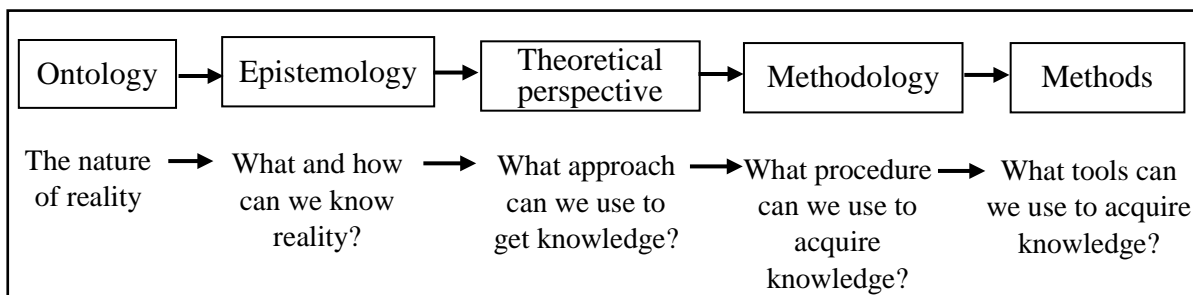 Ontology
Epistemology
Theoretical
perspective
Methodology
Methods
The nature
of reality
What and how
can we know
reality?
What approach
can we use to
get knowledge?
What procedure
can we use to
acquire
knowledge?
What tools can
we use to acquire
knowledge?